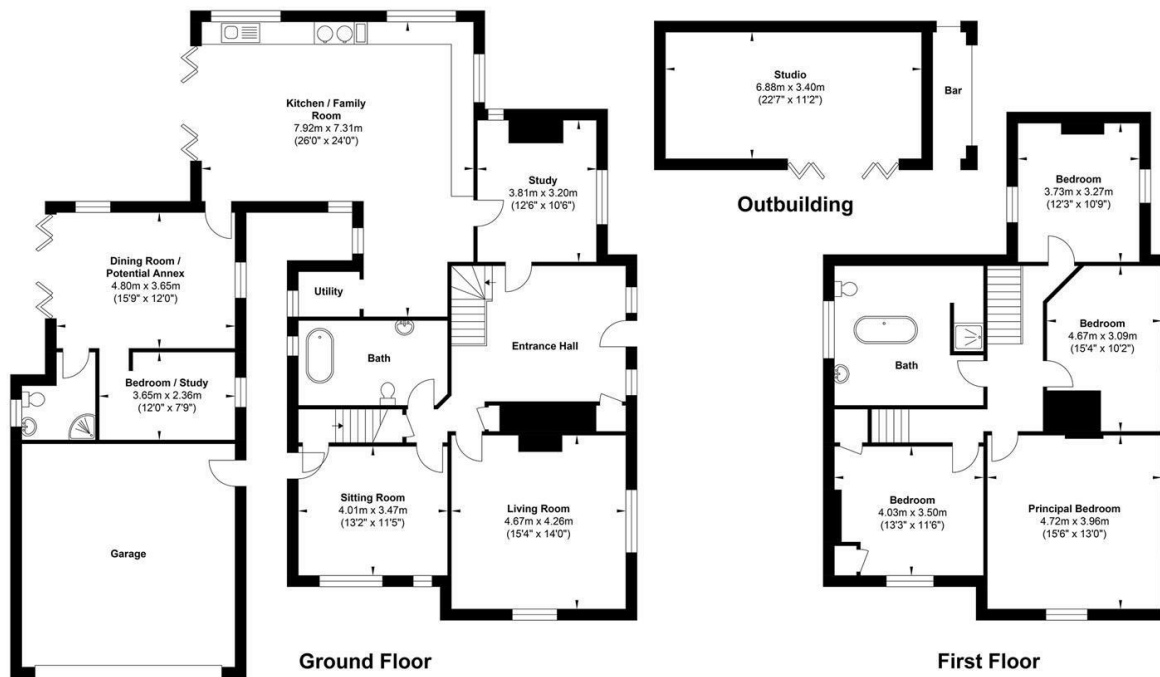 Kitchen / Family
Room
7.92m x 7.31m
(26'0" x 24'0")
Study
3.81m x 3.20m
(12'6" x 10'6")
Dining Room /
Potential Annex
4.80m x 3.65m
(15'9" x 12'0")
Utility
Bath
Entrance Hall
Bedroom / Study
3.65m x 2.36m
(12'0" x 7'9")
Sitting Room
4.01m x 3.47m
(13'2" x 11'5")
Living Room
4.67m x 4.26m
(15'4" x 14'0")
Garage
Ground Floor
Studio
6.88m x 3.40m
(22'7" x 11'2")
Bar
Outbuilding
Bedroom
3.73m x 3.27m
(12'3" x 10'9")
Bedroom
4.67m x 3.09m
(15'4" x 10'2")
Bath
Bedroom
4.03m x 3.50m
(13'3" x 11'6")
Principal Bedroom
4.72m x 3.96m
(15'6" x 13'0")
First Floor